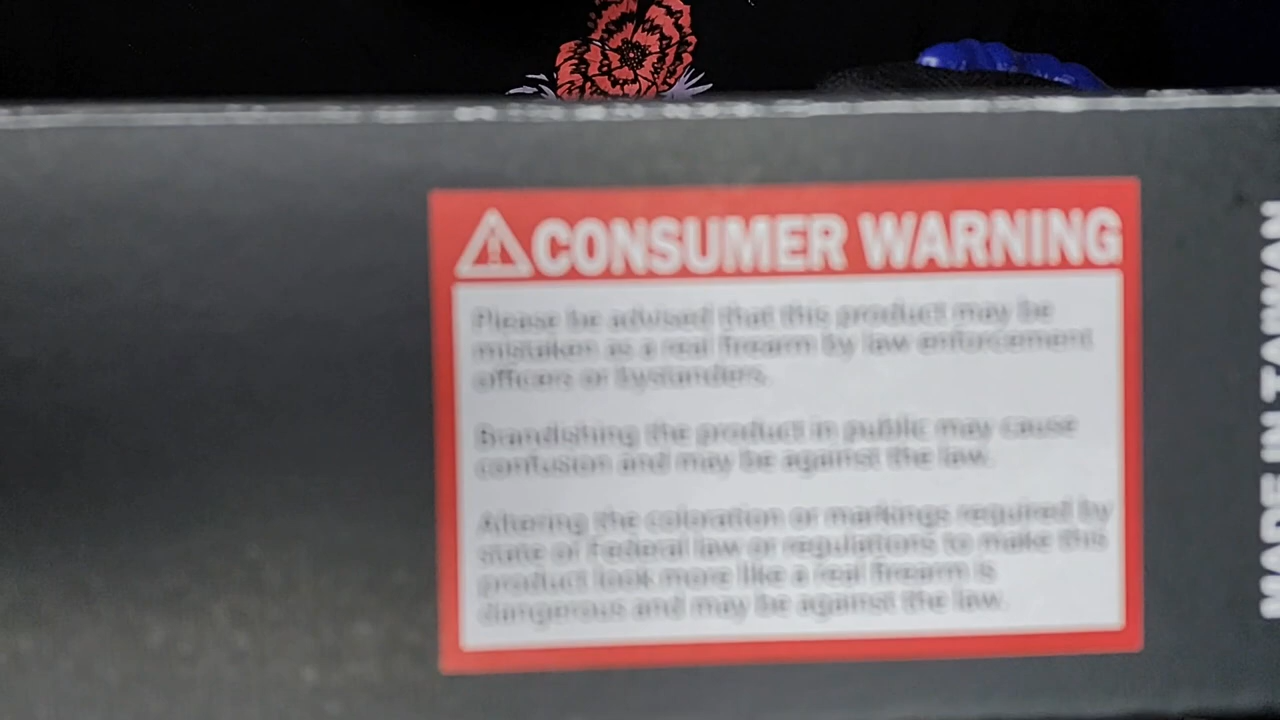 CONSUMER WARNING
Please be advised that this product may be
mistaken as a real firearm by law enforcement
officers or bystanders.
Brandishing the product in public may cause
confusion and may be against the law.
Altering the coloration or markings required by
state or Federal law or regulations to make this
product look more like a real firearm is
dangerous and may be against the law.
MADE IN TAIWAN